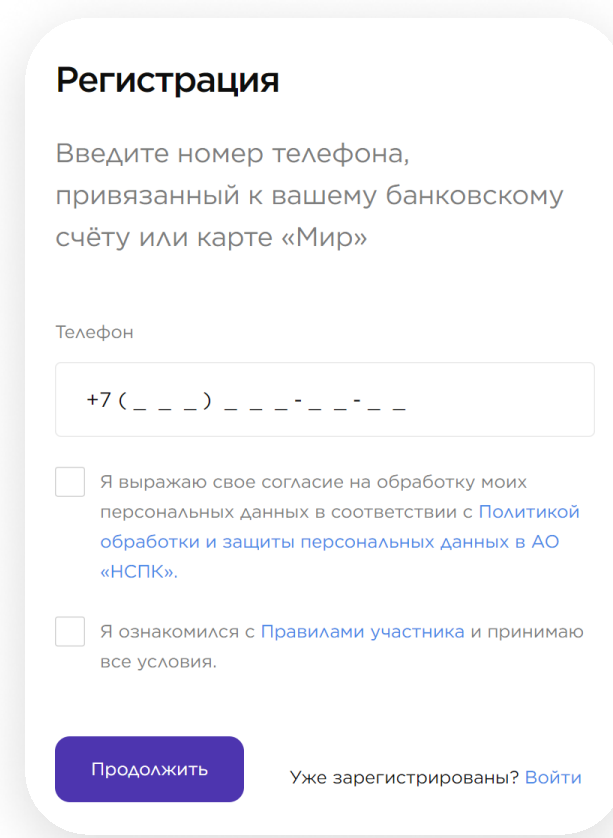 Регистрация
Введите номер телефона,
привязанный к вашему банковскому
счёту или карте «Мир»
Телефон
+7 ( _ _ _ ) _ _ _ - _ _ - _ _
Я выражаю свое согласие на обработку моих
персональных данных в соответствии с Политикой
обработки и защиты персональных данных в АО
«НСПК».
Я ознакомился с Правилами участника и принимаю
все условия.
Продолжить
Уже зарегистрированы? Войти